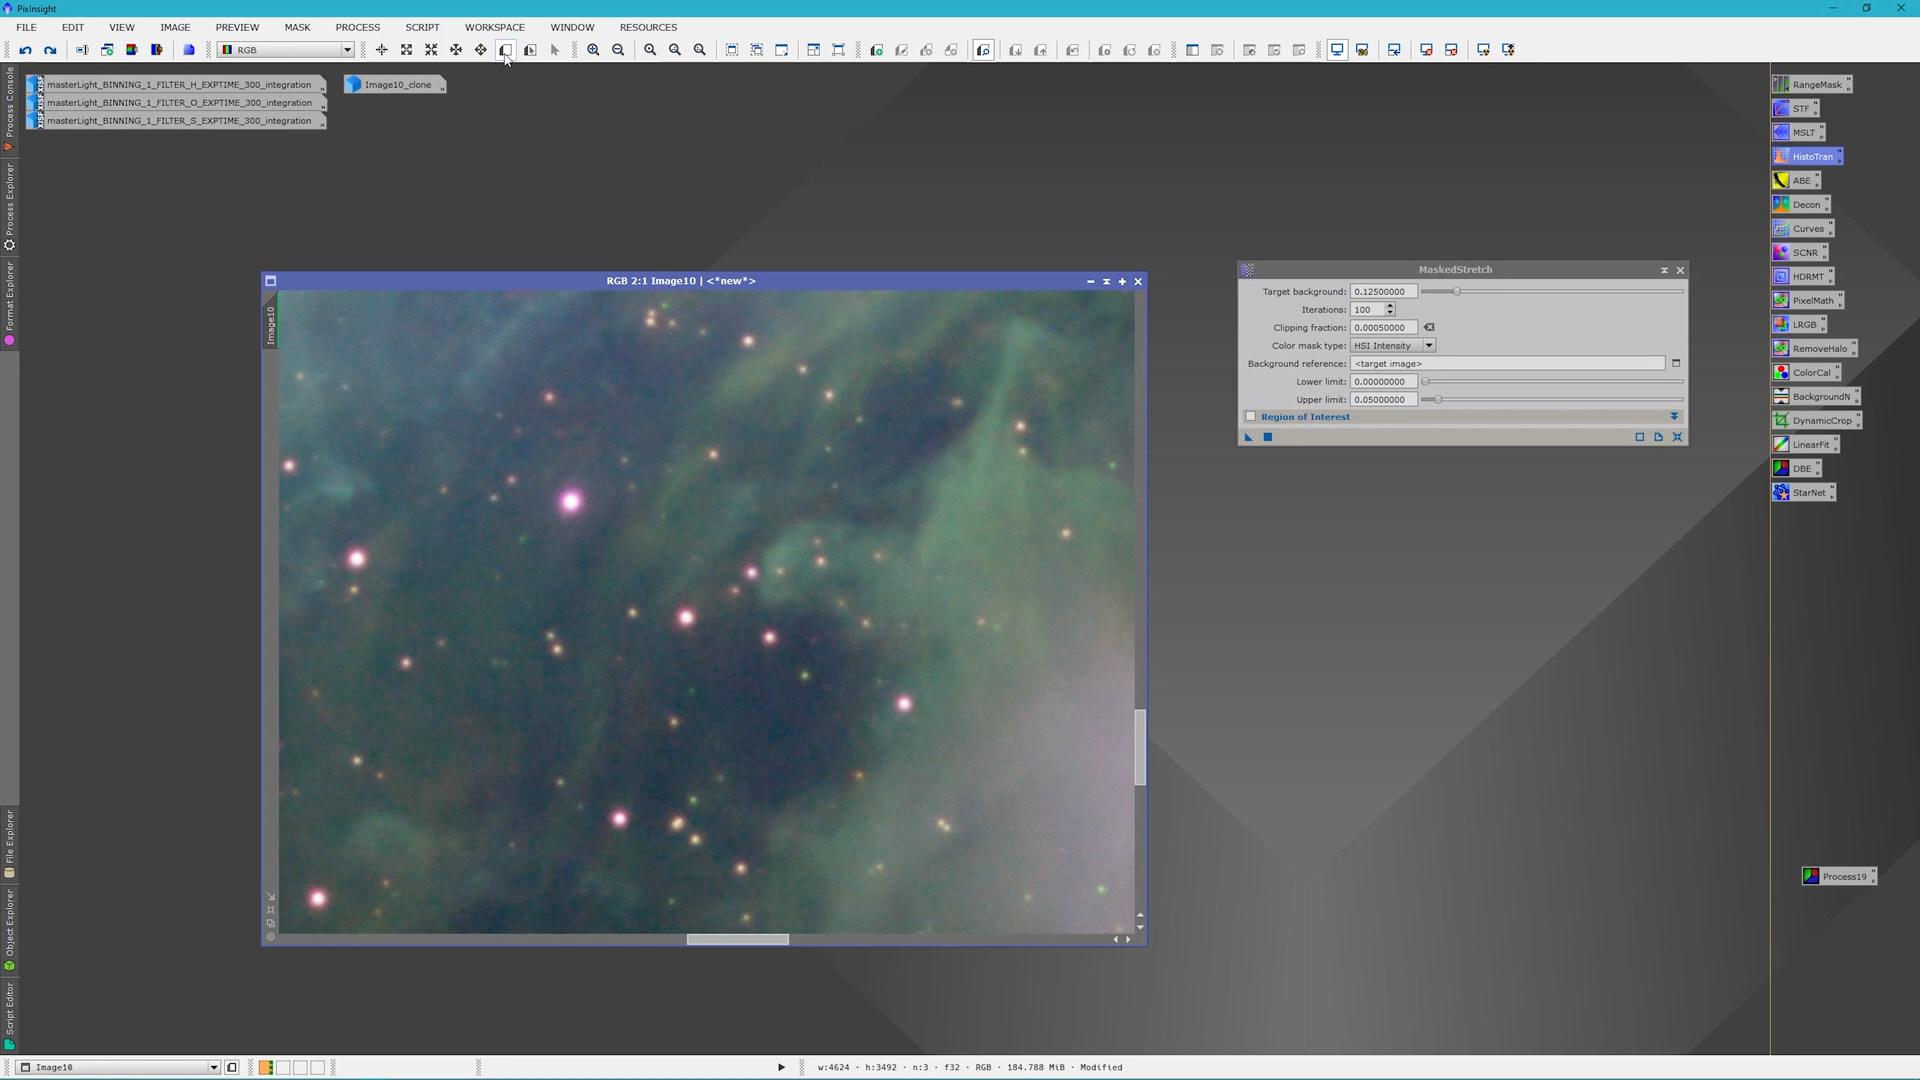 PixInsight
FILE EDIT VIEW IMAGE PREVIEW MASK PROCESS SCRIPT WORKSPACE WINDOW RESOURCES
RGB
masterLight_BINNING_1_FILTER_H_EXPTIME_300_integration
masterLight_BINNING_1_FILTER_O_EXPTIME_300_integration
masterLight_BINNING_1_FILTER_S_EXPTIME_300_integration
Image10_clone
Process Console
Process Explorer
Format Explorer
File Explorer
Object Explorer
Script Editor
RGB 2:1 Image10 | <*new*>
Image10
MaskedStretch
Target background: 0.12500000
Iterations: 100
Clipping fraction: 0.00050000
Color mask type: HSI Intensity
Background reference: <target image>
Lower limit: 0.00000000
Upper limit: 0.05000000
Region of Interest
RangeMask
STF
MSLT
HistoTran
ABE
Decon
Curves
SCNR
HDRMT
PixelMath
LRGB
RemoveHalo
ColorCal
BackgroundN
DynamicCrop
LinearFit
DBE
StarNet
Process19
Image10
w:4624 · h:3492 · n:3 · f32 · RGB · 184.788 MiB · Modified